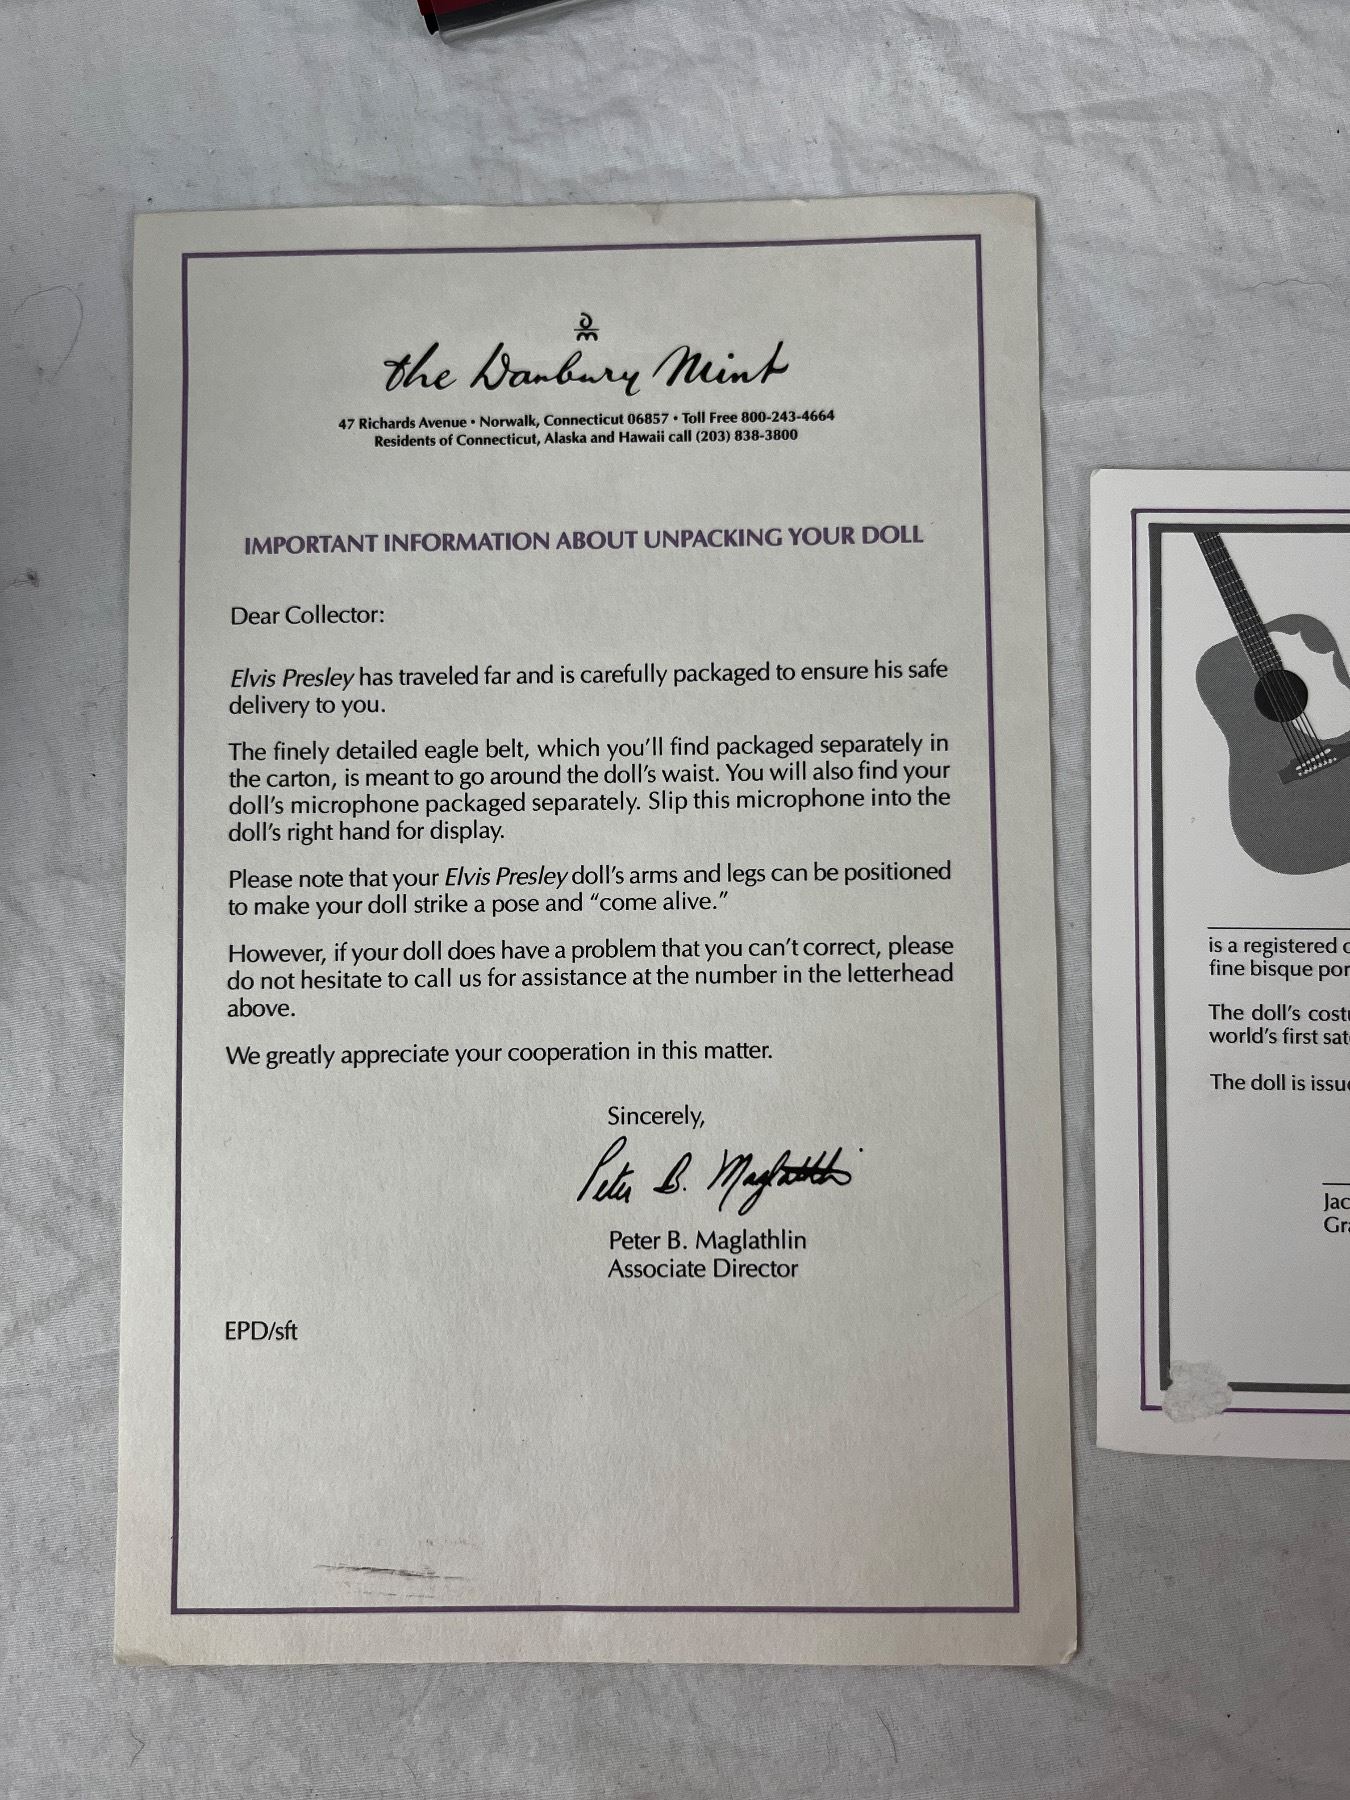 the Danbury Mint
47 Richards Avenue • Norwalk, Connecticut 06857 • Toll Free 800-243-4664
Residents of Connecticut, Alaska and Hawaii call (203) 838-3800
IMPORTANT INFORMATION ABOUT UNPACKING YOUR DOLL
Dear Collector:
Elvis Presley has traveled far and is carefully packaged to ensure his safe
delivery to you.
The finely detailed eagle belt, which you'll find packaged separately in
the carton, is meant to go around the doll's waist. You will also find your
doll's microphone packaged separately. Slip this microphone into the
doll's right hand for display.
Please note that your Elvis Presley doll's arms and legs can be positioned
to make your doll strike a pose and “come alive.”
However, if your doll does have a problem that you can't correct, please
do not hesitate to call us for assistance at the number in the letterhead
above.
We greatly appreciate your cooperation in this matter.
Sincerely,
Peter B. Maglathlin
Peter B. Maglathlin
Associate Director
EPD/sft
is a registered
fine bisque por
The doll's cost
world's first sat
The doll is issu
Jac
Gra